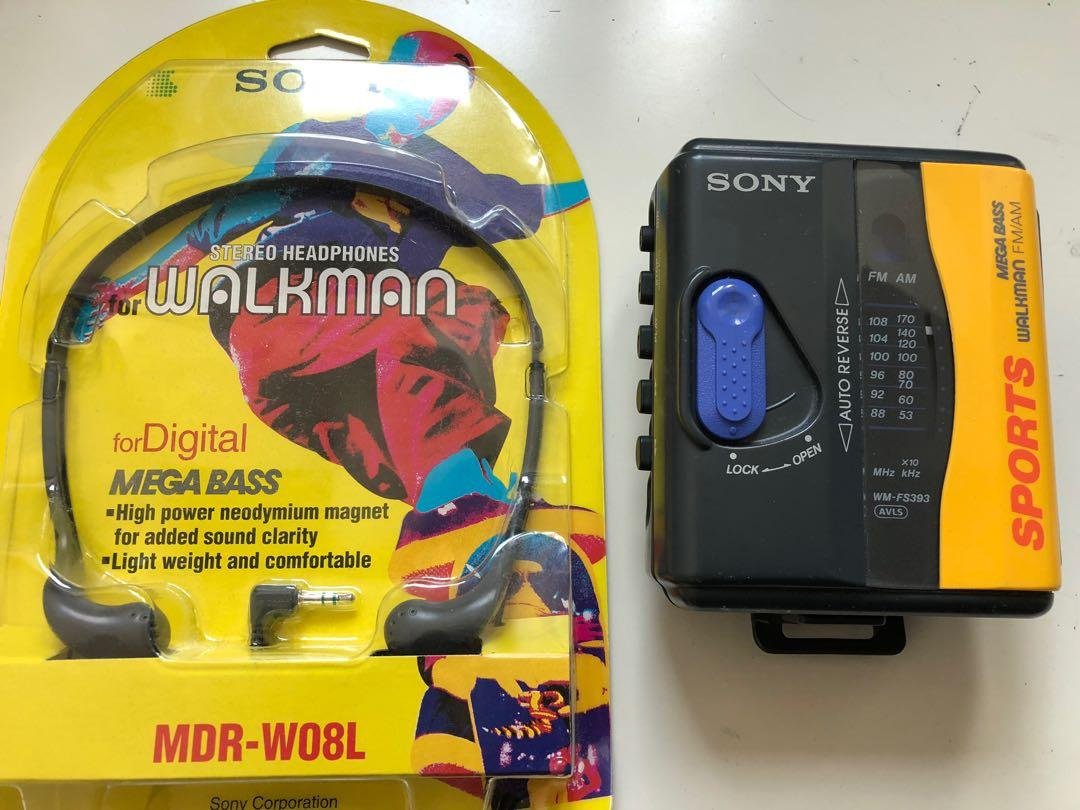 STEREO HEADPHONES
for WALKMAN
for Digital
MEGA BASS
▪High power neodymium magnet
for added sound clarity
▪Light weight and comfortable
MDR-W08L
Sony Corporation
SONY
FM AM
108 170
140
104 120
100 100
96 80
70
92 60
88 53
MHz ×10 kHz
WM-FS393
AVLS
◁AUTO REVERSE▷
LOCK OPEN
SPORTS
WALKMAN FM/AM
MEGA BASS